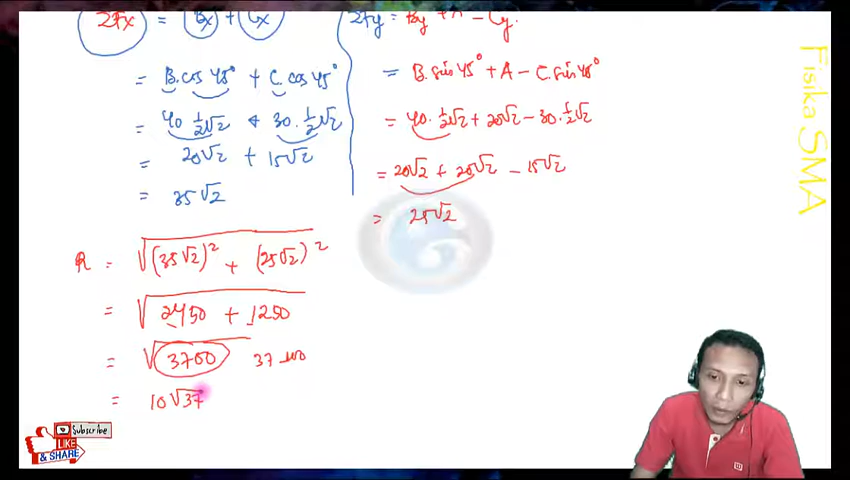 ΣFx = Bx + Cx
= B.cos 45° + C.cos 45°
= 40 · ½√2 + 30 · ½√2
= 20√2 + 15√2
= 35√2
ΣFy = By + A − Cy.
= B.sin 45° + A − C.sin 45°
= 40 · ½√2 + 20√2 − 30 · ½√2
= 20√2 + 20√2 − 15√2
= 25√2
R = √(35√2)² + (25√2)²
= √2450 + 1250
= √3700 37 100
= 10√37
Fisika SMA
Subscribe
LIKE
& SHARE